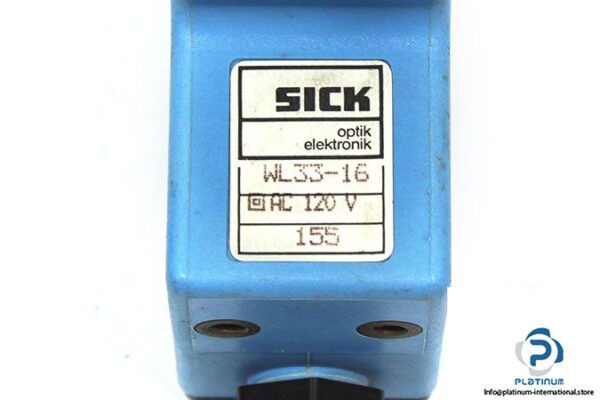 SICK
optik
elektronik
WL33-16
AC 120 V
155
PLATINUM
Info@platinum-international.store